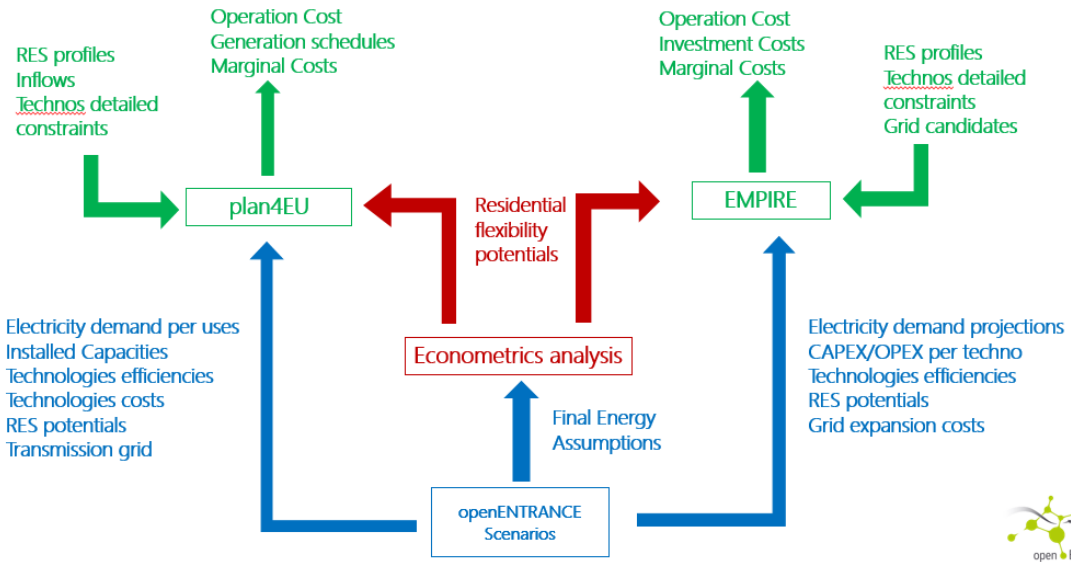 Operation Cost
Generation schedules
Marginal Costs
Operation Cost
Investment Costs
Marginal Costs
RES profiles
Inflows
Technos detailed
constraints
RES profiles
Technos detailed
constraints
Grid candidates
plan4EU
Residential
flexibility
potentials
EMPIRE
Electricity demand per uses
Installed Capacities
Technologies efficiencies
Technologies costs
RES potentials
Transmission grid
Econometrics analysis
Electricity demand projections
CAPEX/OPEX per techno
Technologies efficiencies
RES potentials
Grid expansion costs
Final Energy
Assumptions
openENTRANCE
Scenarios
open